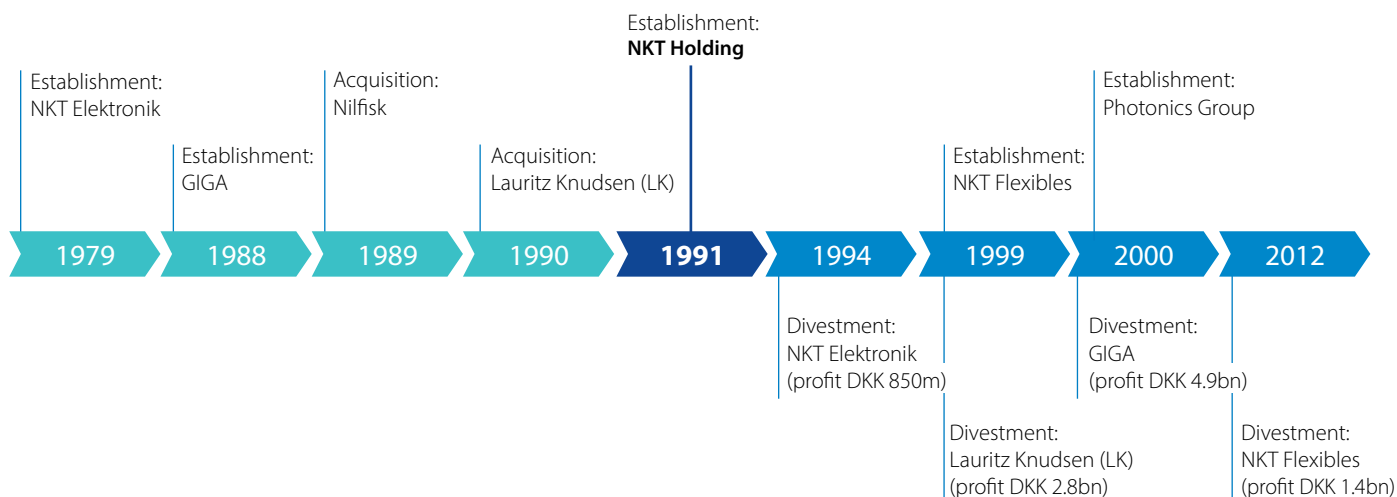 Establishment:
NKT Holding
Establishment:
NKT Elektronik
Acquisition:
Nilfisk
Establishment:
Photonics Group
Establishment:
GIGA
Acquisition:
Lauritz Knudsen (LK)
Establishment:
NKT Flexibles
1979
1988
1989
1990
1991
1994
1999
2000
2012
Divestment:
NKT Elektronik
(profit DKK 850m)
Divestment:
GIGA
(profit DKK 4.9bn)
Divestment:
Lauritz Knudsen (LK)
(profit DKK 2.8bn)
Divestment:
NKT Flexibles
(profit DKK 1.4bn)